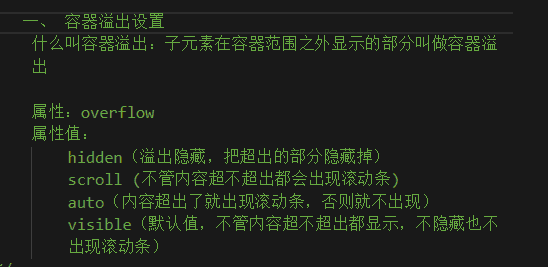 一、 容器溢出设置
什么叫容器溢出：子元素在容器范围之外显示的部分叫做容器溢
出
属性：overflow
属性值：
hidden（溢出隐藏，把超出的部分隐藏掉）
scroll (不管内容超不超出都会出现滚动条)
auto（内容超出了就出现滚动条，否则就不出现）
visible（默认值，不管内容超不超出都显示，不隐藏也不
出现滚动条）